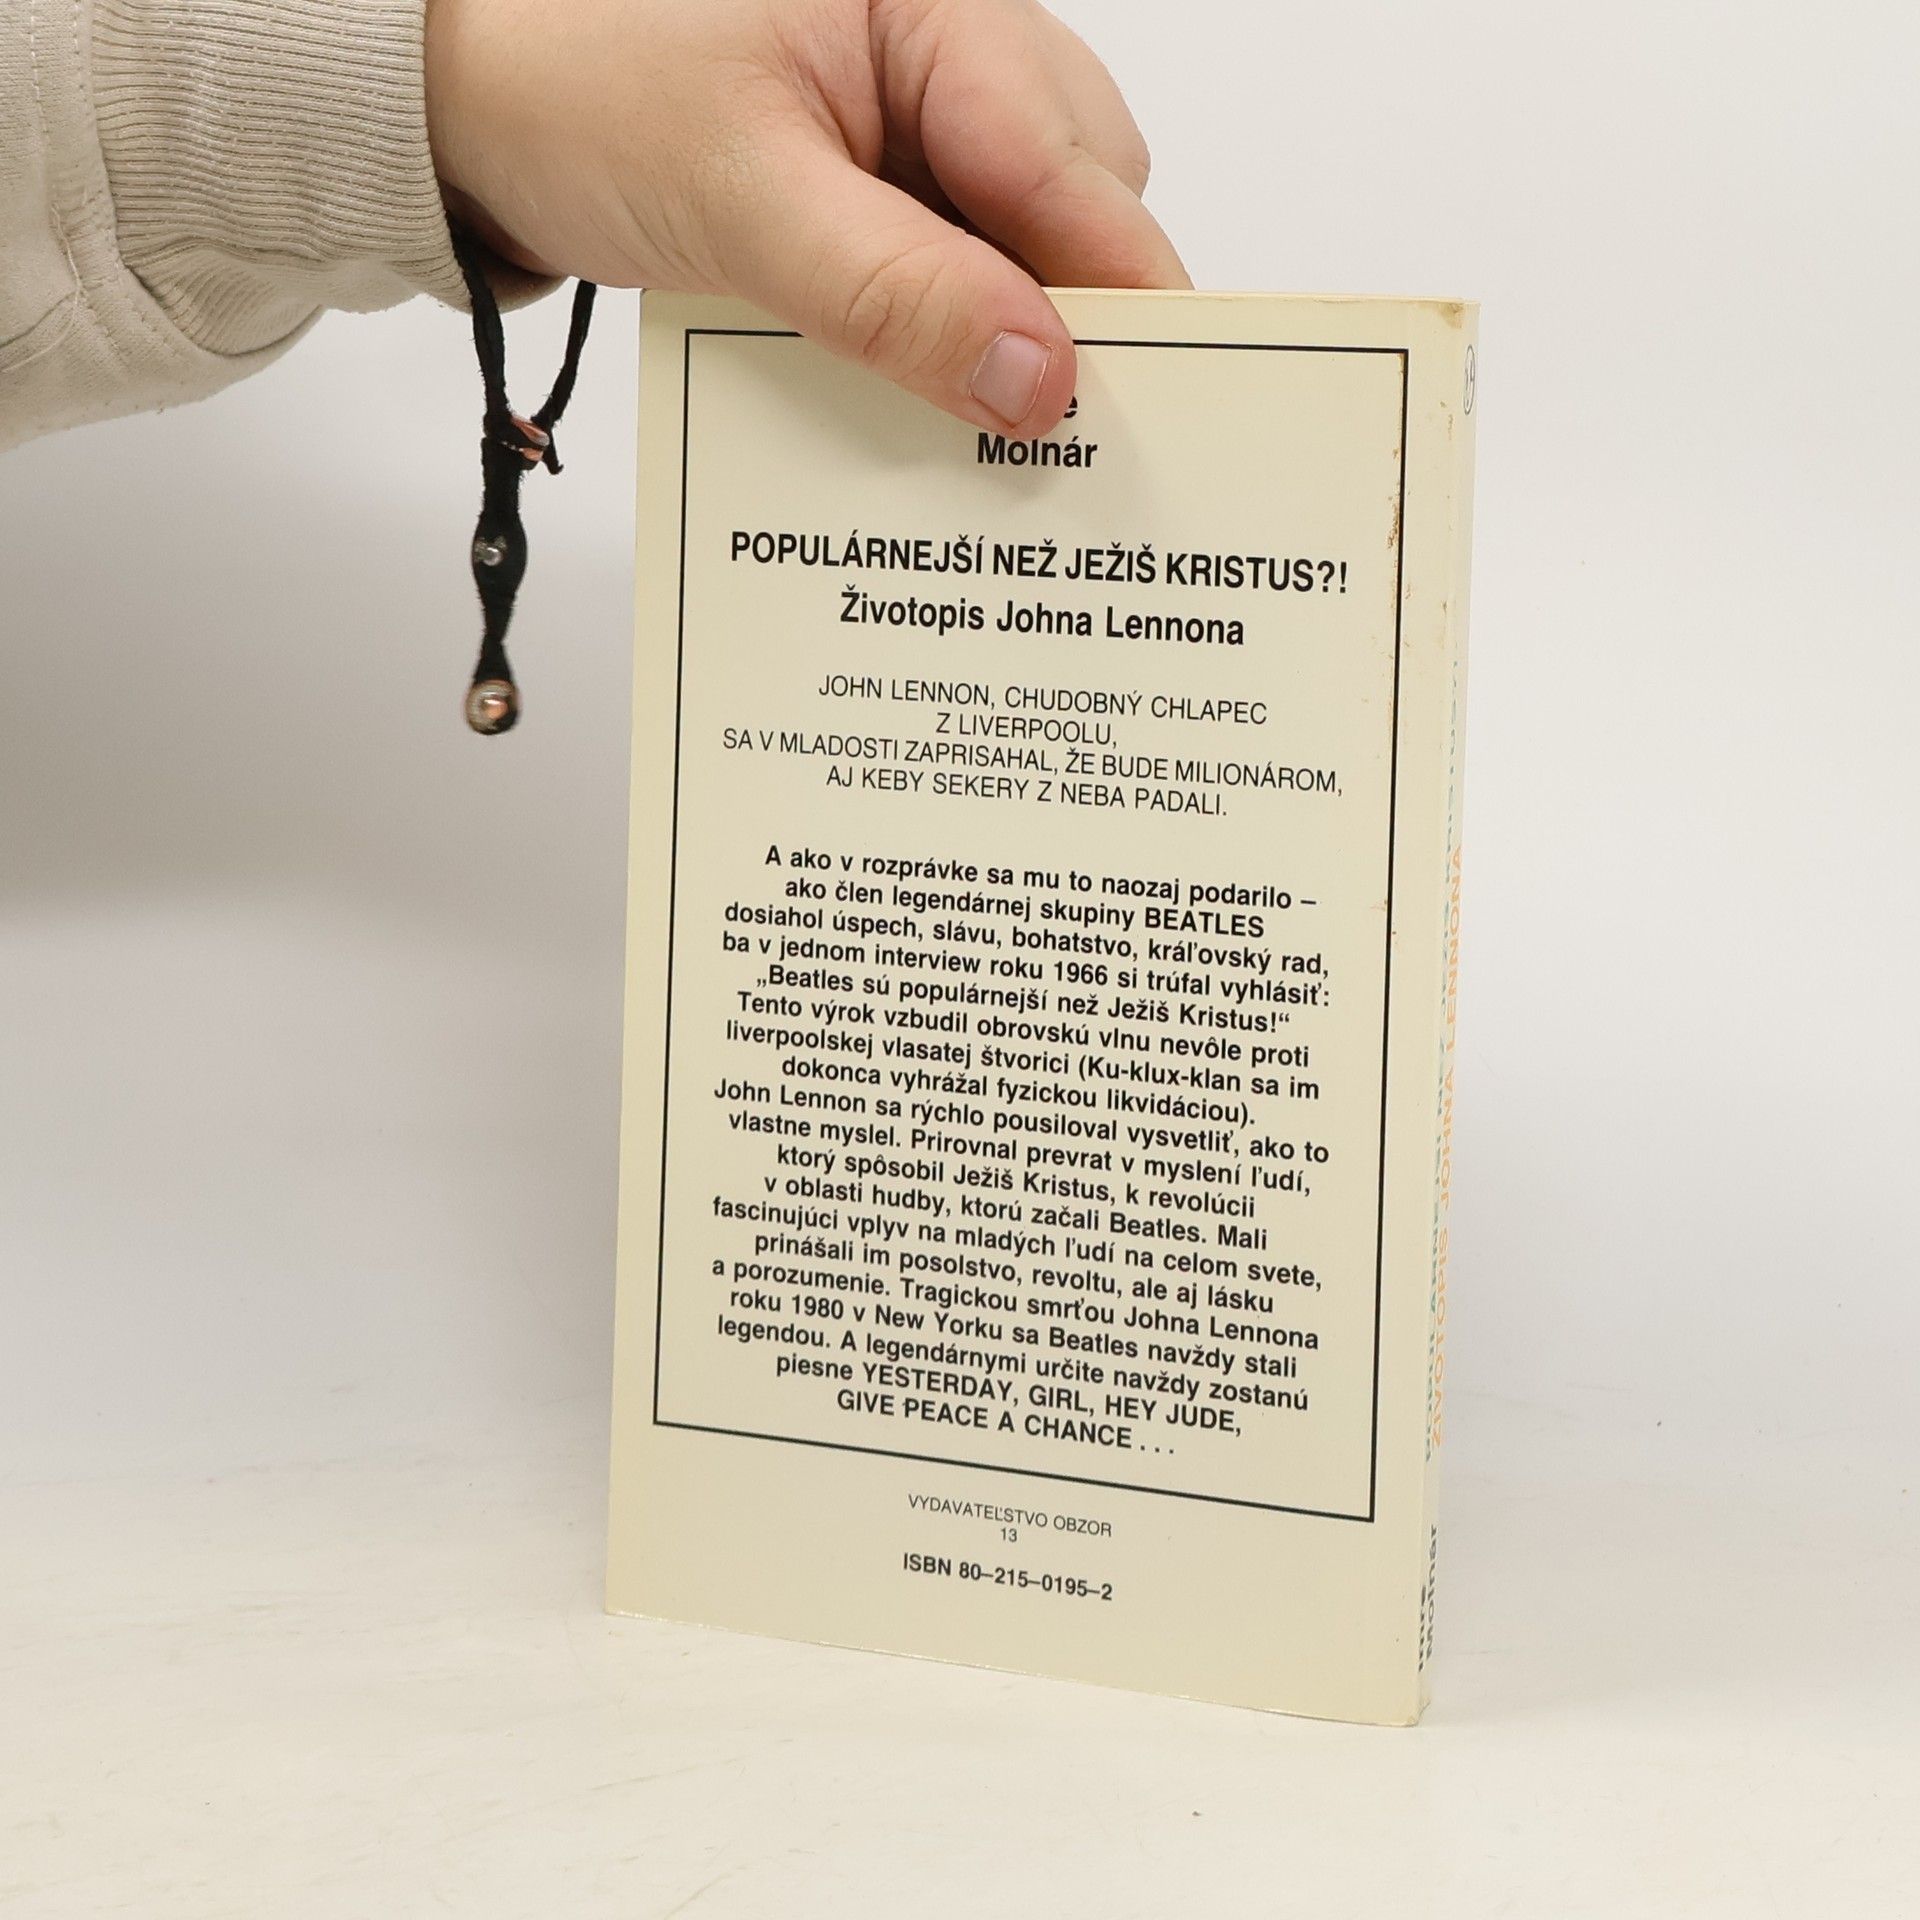 Molnár
POPULÁRNEJŠÍ NEŽ JEŽIŠ KRISTUS?!
Životopis Johna Lennona
JOHN LENNON, CHUDOBNÝ CHLAPEC
Z LIVERPOOLU,
SA V MLADOSTI ZAPRISAHAL, ŽE BUDE MILIONÁROM,
AJ KEBY SEKERY Z NEBA PADALI.
A ako v rozprávke sa mu to naozaj podarilo –
ako člen legendárnej skupiny BEATLES
dosiahol úspech, slávu, bohatstvo, kráľovský rad,
ba v jednom interview roku 1966 si trúfal vyhlásiť:
„Beatles sú populárnejší než Ježiš Kristus!“
Tento výrok vzbudil obrovskú vlnu nevôle proti
liverpoolskej vlasatej štvorici (Ku-klux-klan sa im
dokonca vyhrážal fyzickou likvidáciou).
John Lennon sa rýchlo pousiloval vysvetliť, ako to
vlastne myslel. Prirovnal prevrat v myslení ľudí,
ktorý spôsobil Ježiš Kristus, k revolúcii
v oblasti hudby, ktorú začali Beatles. Mali
fascinujúci vplyv na mladých ľudí na celom svete,
prinášali im posolstvo, revoltu, ale aj lásku
a porozumenie. Tragickou smrťou Johna Lennona
roku 1980 v New Yorku sa Beatles navždy stali
legendou. A legendárnymi určite navždy zostanú
piesne YESTERDAY, GIRL, HEY JUDE,
GIVE PEACE A CHANCE . . .
VYDAVATEĽSTVO OBZOR
13
ISBN 80–215–0195–2
Imre
Molnár
POPULÁRNEJŠÍ NEŽ JEŽIŠ KRISTUS?!
ŽIVOTOPIS JOHNA LENNONA